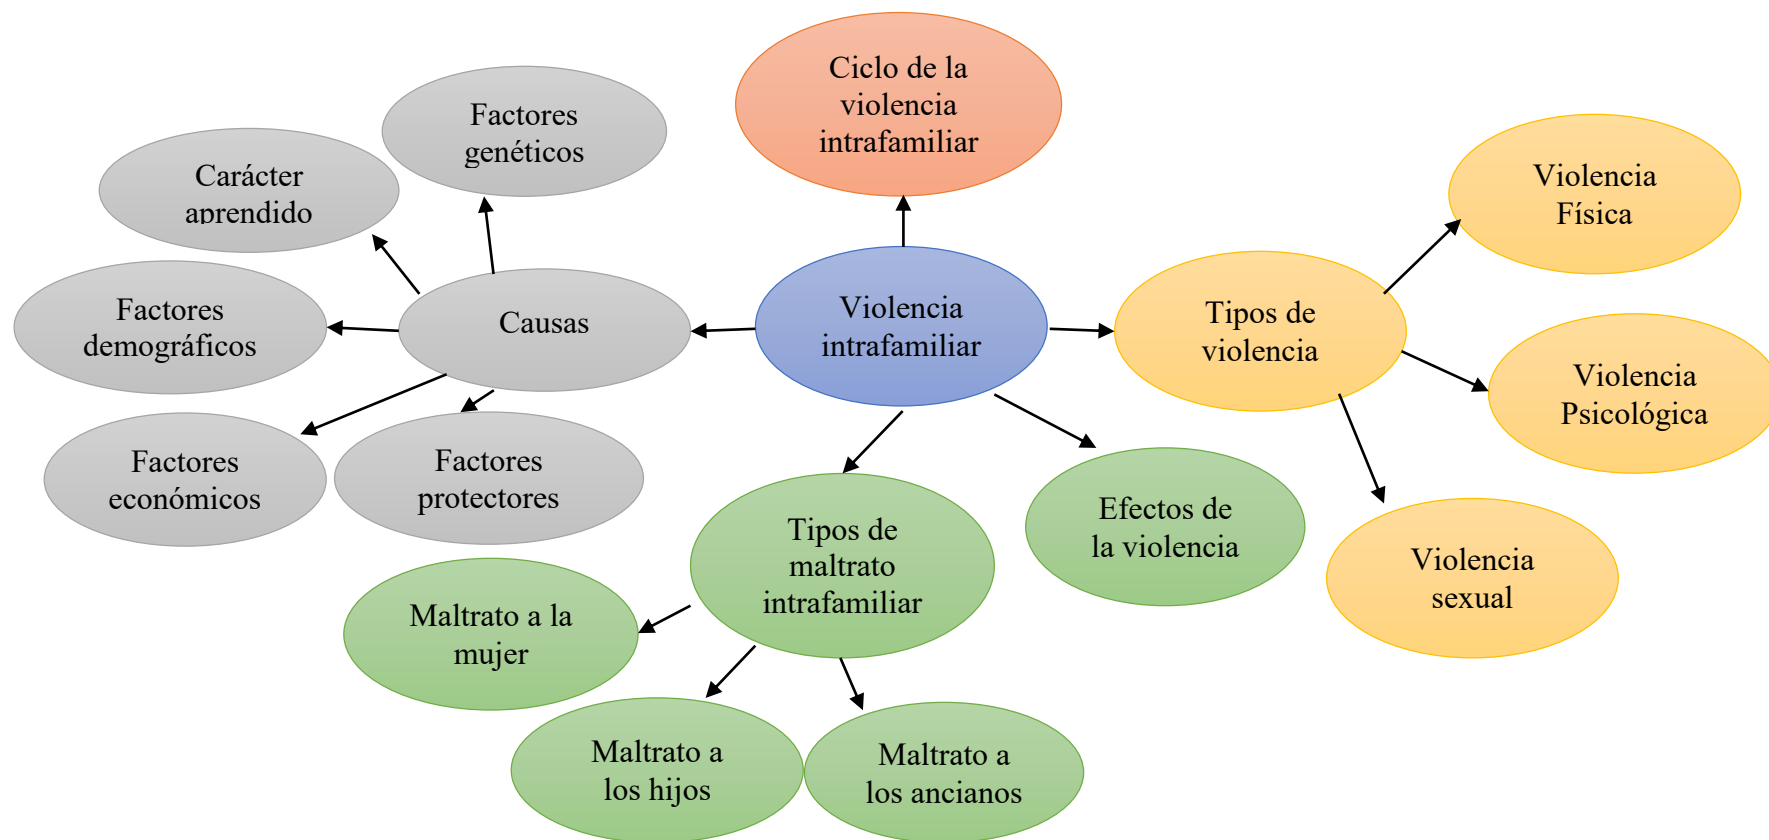 Ciclo de la
violencia
intrafamiliar
Factores
genéticos
Carácter
aprendido
Factores
demográficos
Causas
Factores
económicos
Factores
protectores
Violencia
intrafamiliar
Tipos de
violencia
Violencia
Física
Violencia
Psicológica
Violencia
sexual
Efectos de
la violencia
Tipos de
maltrato
intrafamiliar
Maltrato a la
mujer
Maltrato a
los hijos
Maltrato a
los ancianos